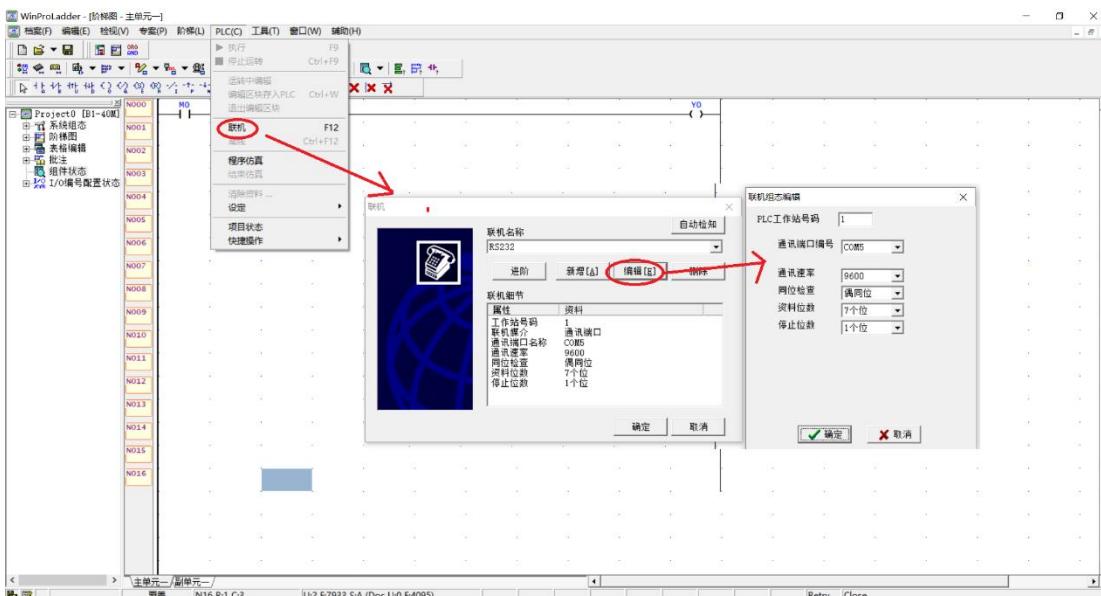 WinProLadder - [阶梯图 - 主单元一]
档案(F) 编辑(E) 检视(V) 专案(P) 阶梯(L) PLC(C) 工具(T) 窗口(W) 辅助(H)
执行 F9
停止运转 Ctrl+F9
运转中编辑
编辑区块存入PLC Ctrl+W
退出编辑区块
联机 F12
离线 Ctrl+F12
程序仿真
结束仿真
清除资料 ...
设定
项目状态
快捷操作
Project0 [B1-40M]
系统组态
阶梯图
表格编辑
批注
组件状态
I/O编号配置状态
N000
N001
N002
N003
N004
N005
N006
N007
N008
N009
N010
N011
N012
N013
N014
N015
N016
M0
Y0
联机
联机名称
自动检知
RS232
进阶 新增[A] 编辑[E] 删除
联机细节
属性 资料
工作站号码 1
联机媒介 通讯端口
通讯端口名称 COM5
通讯速率 9600
同位检查 偶同位
资料位数 7个位
停止位数 1个位
确定 取消
联机组态编辑
PLC工作站号码 1
通讯端口编号 COM5
通讯速率 9600
同位检查 偶同位
资料位数 7个位
停止位数 1个位
确定 取消
主单元一 副单元一
覆盖 N16 R:1 C:3 U:2 F:7933 S:A (Doc U:0 F:4095) Retry Close